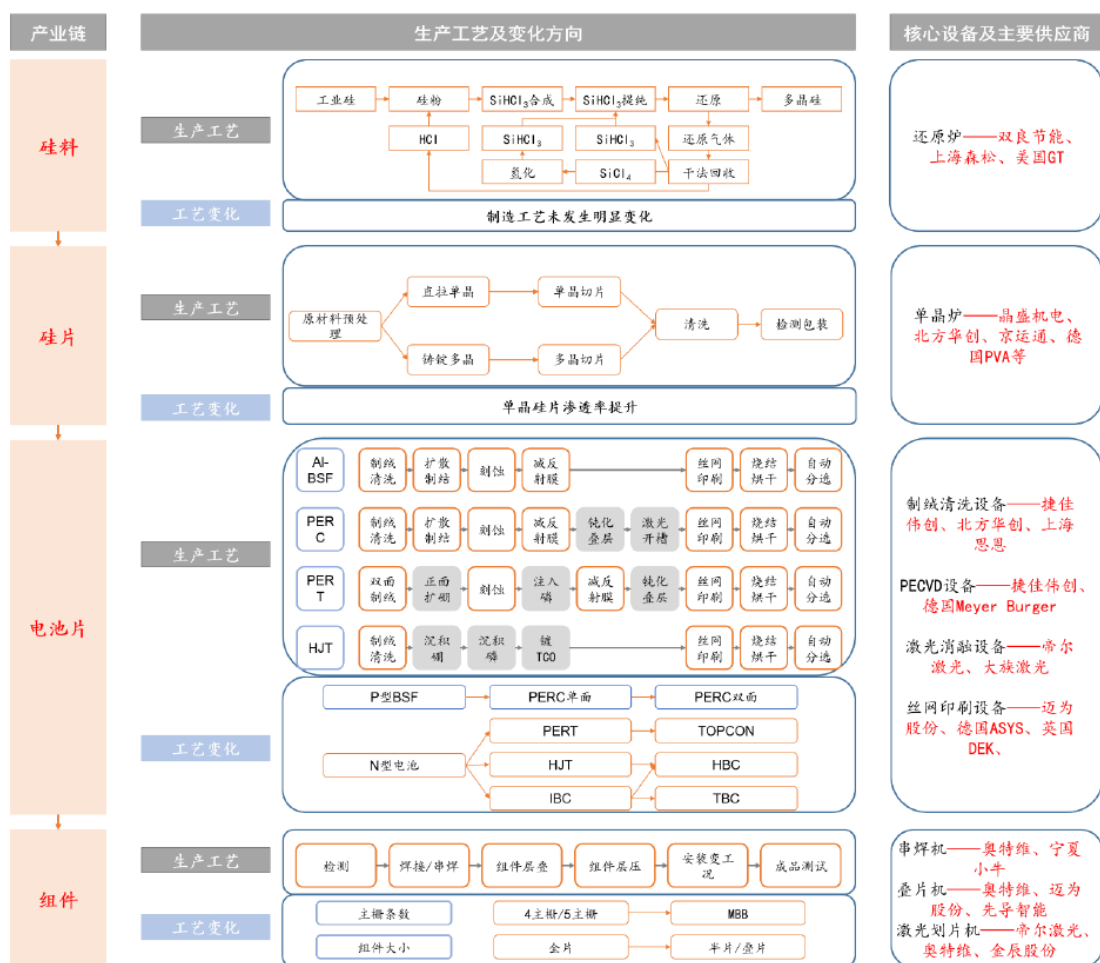 产业链
生产工艺及变化方向
核心设备及主要供应商
硅料
生产工艺
工业硅
硅粉
SiHCl₃合成
SiHCl₃提纯
还原
多晶硅
HCl
SiHCl₃
SiHCl₃
还原气体
氢化
SiCl₄
干法回收
工艺变化
制造工艺未发生明显变化
还原炉——双良节能、
上海森松、美国GT
硅片
生产工艺
原材料预处
理
直拉单晶
单晶切片
铸锭多晶
多晶切片
清洗
检测包装
工艺变化
单晶硅片渗透率提升
单晶炉——晶盛机电、
北方华创、京运通、德
国PVA等
电池片
生产工艺
Al-
BSF
制绒
清洗
扩散
制结
刻蚀
减反
射膜
丝网
印刷
烧结
烘干
自动
分选
PER
C
制绒
清洗
扩散
制结
刻蚀
减反
射膜
钝化
叠层
激光
开槽
丝网
印刷
烧结
烘干
自动
分选
PER
T
双面
制绒
正面
扩硼
刻蚀
注入
磷
减反
射膜
钝化
叠层
丝网
印刷
烧结
烘干
自动
分选
HJT
制绒
清洗
沉积
硼
沉积
磷
镀
TCO
丝网
印刷
烧结
烘干
自动
分选
工艺变化
P型BSF
PERC单面
PERC双面
N型电池
PERT
TOPCON
HJT
HBC
IBC
TBC
制绒清洗设备——捷佳
伟创、北方华创、上海
思恩
PECVD设备——捷佳伟创、
德国Meyer Burger
激光消融设备——帝尔
激光、大族激光
丝网印刷设备——迈为
股份、德国ASYS、英国
DEK、
组件
生产工艺
检测
焊接/串焊
组件层叠
组件层压
安装变工
况
成品测试
工艺变化
主栅条数
4主栅/5主栅
MBB
组件大小
全片
半片/叠片
串焊机——奥特维、宁夏
小牛
叠片机——奥特维、迈为
股份、先导智能
激光划片机——帝尔激光、
奥特维、金辰股份